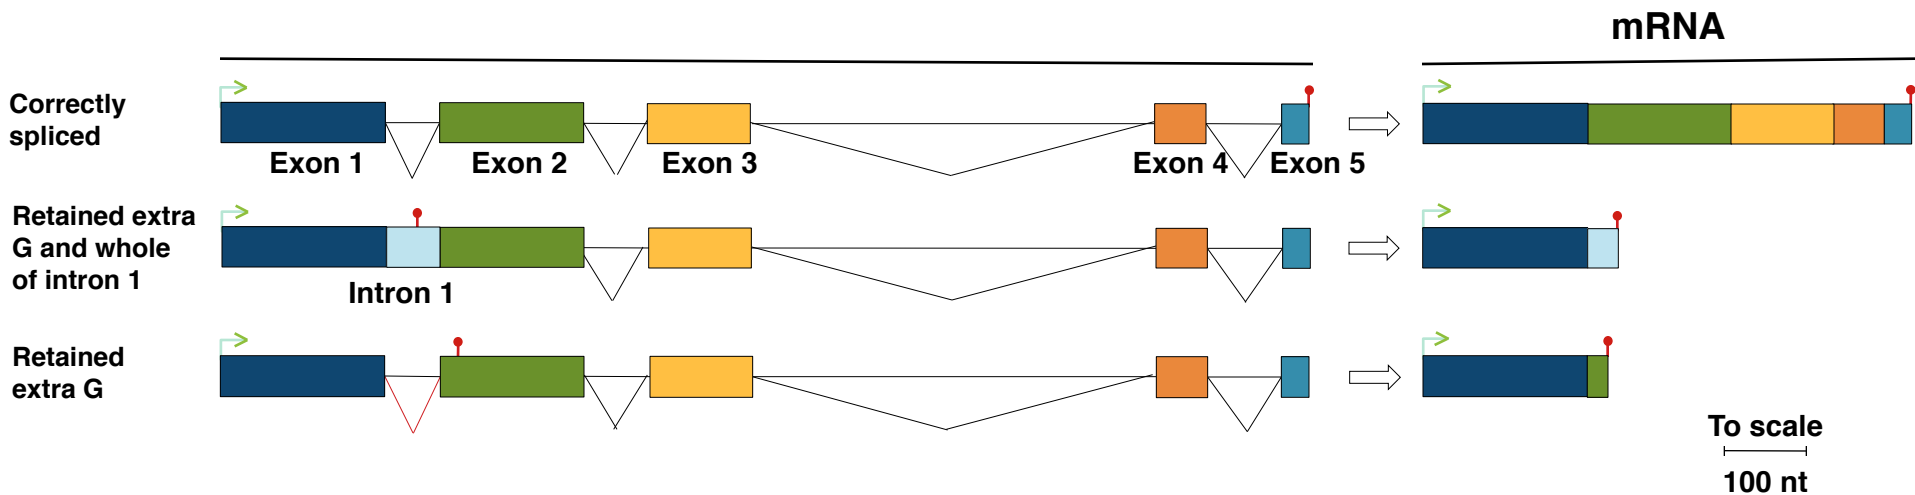 mRNA
Correctly
spliced
Exon 1
Exon 2
Exon 3
Exon 4
Exon 5
Retained extra
G and whole
of intron 1
Intron 1
Retained
extra G
To scale
100 nt